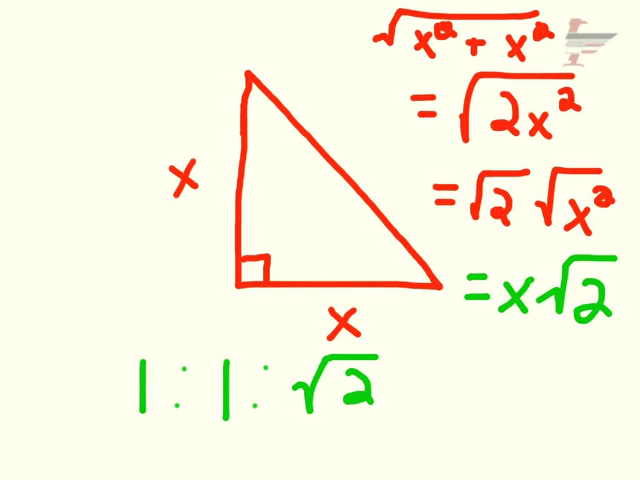 √(x² + x²)
= √(2x²)
= √2 √(x²)
= x√2
x
x
1 : 1 : √2